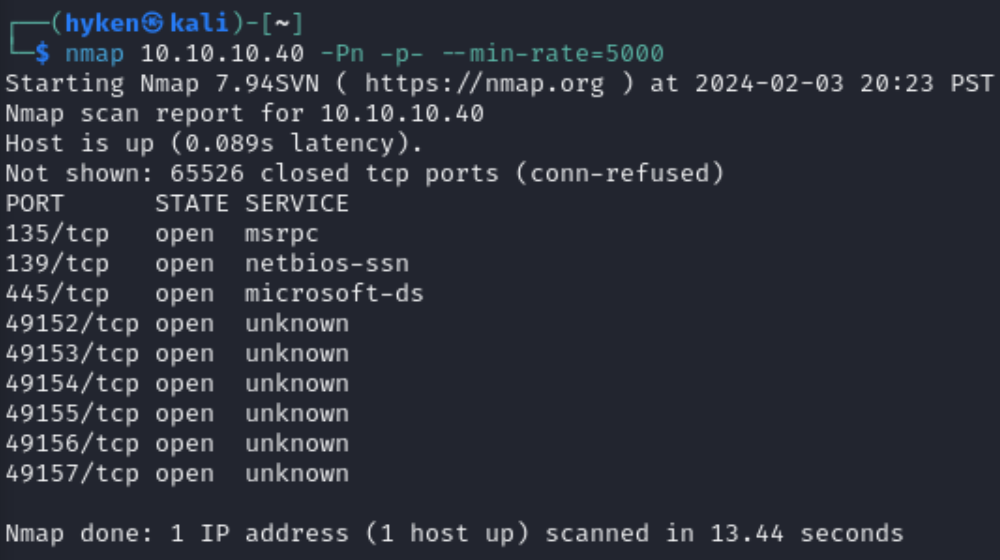 ┌──(hyken㉿kali)-[~]
└─$ nmap 10.10.10.40 -Pn -p- --min-rate=5000
Starting Nmap 7.94SVN ( https://nmap.org ) at 2024-02-03 20:23 PST
Nmap scan report for 10.10.10.40
Host is up (0.089s latency).
Not shown: 65526 closed tcp ports (conn-refused)
PORT      STATE SERVICE
135/tcp   open  msrpc
139/tcp   open  netbios-ssn
445/tcp   open  microsoft-ds
49152/tcp open  unknown
49153/tcp open  unknown
49154/tcp open  unknown
49155/tcp open  unknown
49156/tcp open  unknown
49157/tcp open  unknown
Nmap done: 1 IP address (1 host up) scanned in 13.44 seconds